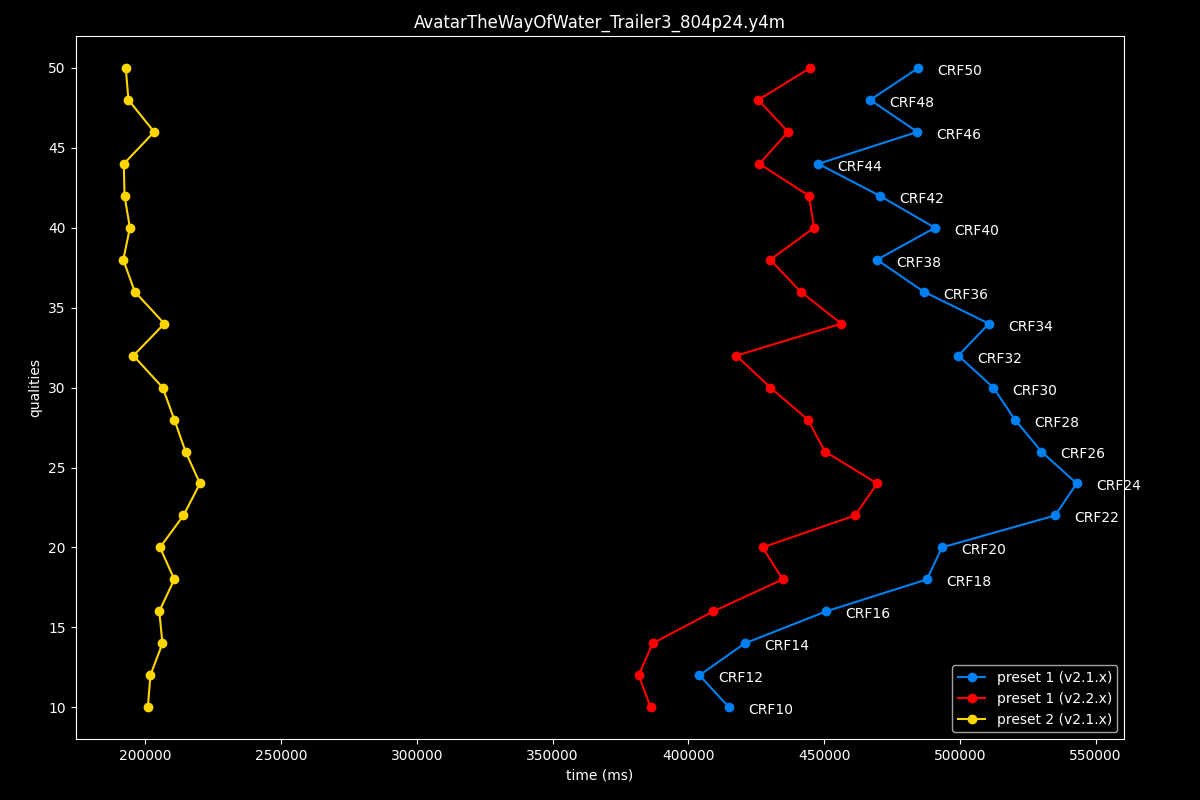 AvatarTheWayOfWater_Trailer3_804p24.y4m
qualities
50
45
40
35
30
25
20
15
10
CRF50
CRF48
CRF46
CRF44
CRF42
CRF40
CRF38
CRF36
CRF34
CRF32
CRF30
CRF28
CRF26
CRF24
CRF22
CRF20
CRF18
CRF16
CRF14
CRF12
CRF10
preset 1 (v2.1.x)
preset 1 (v2.2.x)
preset 2 (v2.1.x)
200000 250000 300000 350000 400000 450000 500000 550000
time (ms)